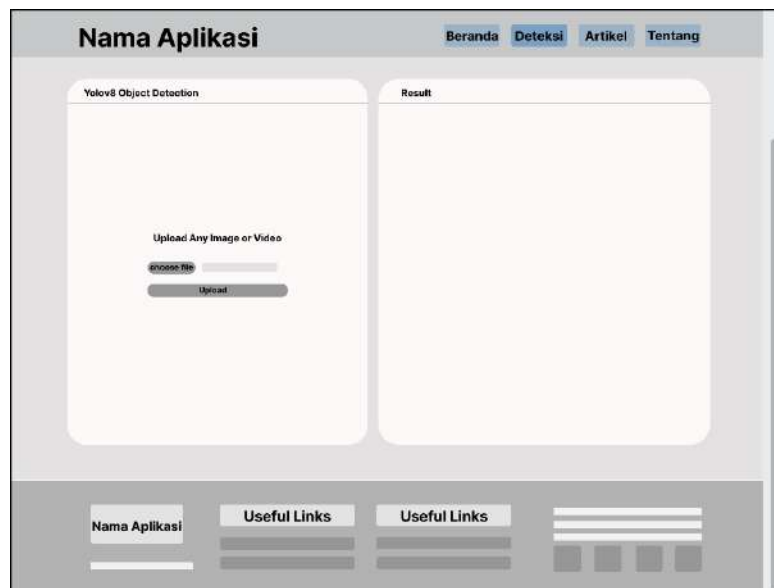 Nama Aplikasi
Beranda Deteksi Artikel Tentang
Yolov8 Object Detection
Result
Upload Any Image or Video
choose file
Upload
Nama Aplikasi
Useful Links
Useful Links